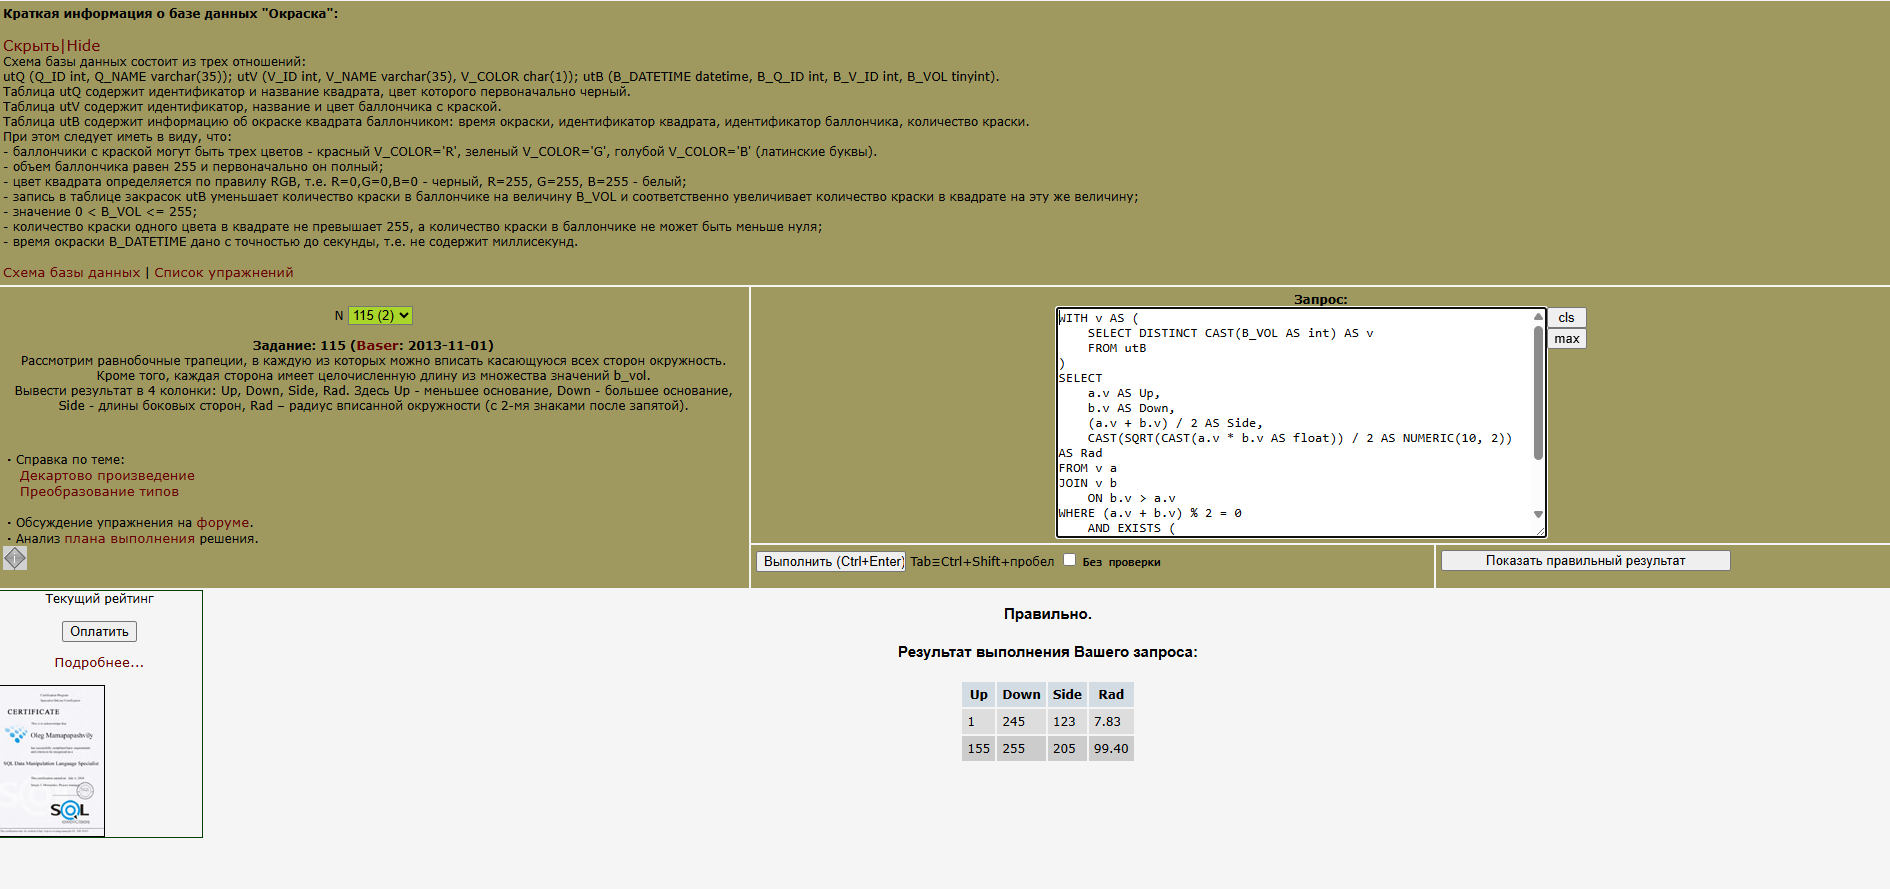 Краткая информация о базе данных "Окраска":
Скрыть|Hide
Схема базы данных состоит из трех отношений:
utQ (Q_ID int, Q_NAME varchar(35)); utV (V_ID int, V_NAME varchar(35), V_COLOR char(1)); utB (B_DATETIME datetime, B_Q_ID int, B_V_ID int, B_VOL tinyint).
Таблица utQ содержит идентификатор и название квадрата, цвет которого первоначально черный.
Таблица utV содержит идентификатор, название и цвет баллончика с краской.
Таблица utB содержит информацию об окраске квадрата баллончиком: время окраски, идентификатор квадрата, идентификатор баллончика, количество краски.
При этом следует иметь в виду, что:
- баллончики с краской могут быть трех цветов - красный V_COLOR='R', зеленый V_COLOR='G', голубой V_COLOR='B' (латинские буквы).
- объем баллончика равен 255 и первоначально он полный;
- цвет квадрата определяется по правилу RGB, т.е. R=0,G=0,B=0 - черный, R=255, G=255, B=255 - белый;
- запись в таблице закрасок utB уменьшает количество краски в баллончике на величину B_VOL и соответственно увеличивает количество краски в квадрате на эту же величину;
- значение 0 < B_VOL <= 255;
- количество краски одного цвета в квадрате не превышает 255, а количество краски в баллончике не может быть меньше нуля;
- время окраски B_DATETIME дано с точностью до секунды, т.е. не содержит миллисекунд.
Схема базы данных | Список упражнений
N 115 (2)
Задание: 115 (Baser: 2013-11-01)
Рассмотрим равнобочные трапеции, в каждую из которых можно вписать касающуюся всех сторон окружность.
Кроме того, каждая сторона имеет целочисленную длину из множества значений b_vol.
Вывести результат в 4 колонки: Up, Down, Side, Rad. Здесь Up - меньшее основание, Down - большее основание,
Side - длины боковых сторон, Rad – радиус вписанной окружности (с 2-мя знаками после запятой).
· Справка по теме:
Декартово произведение
Преобразование типов
· Обсуждение упражнения на форуме.
· Анализ плана выполнения решения.
Запрос:
WITH v AS (
SELECT DISTINCT CAST(B_VOL AS int) AS v
FROM utB
)
SELECT
a.v AS Up,
b.v AS Down,
(a.v + b.v) / 2 AS Side,
CAST(SQRT(CAST(a.v * b.v AS float)) / 2 AS NUMERIC(10, 2))
AS Rad
FROM v a
JOIN v b
ON b.v > a.v
WHERE (a.v + b.v) % 2 = 0
AND EXISTS (
cls
max
Выполнить (Ctrl+Enter) Tab≡Ctrl+Shift+пробел Без проверки
Показать правильный результат
Текущий рейтинг
Оплатить
Подробнее...
CERTIFICATE
Oleg Mamapapashvily
SQL Data Manipulation Language Specialist
SQL
Правильно.
Результат выполнения Вашего запроса:
Up Down Side Rad
1 245 123 7.83
155 255 205 99.40